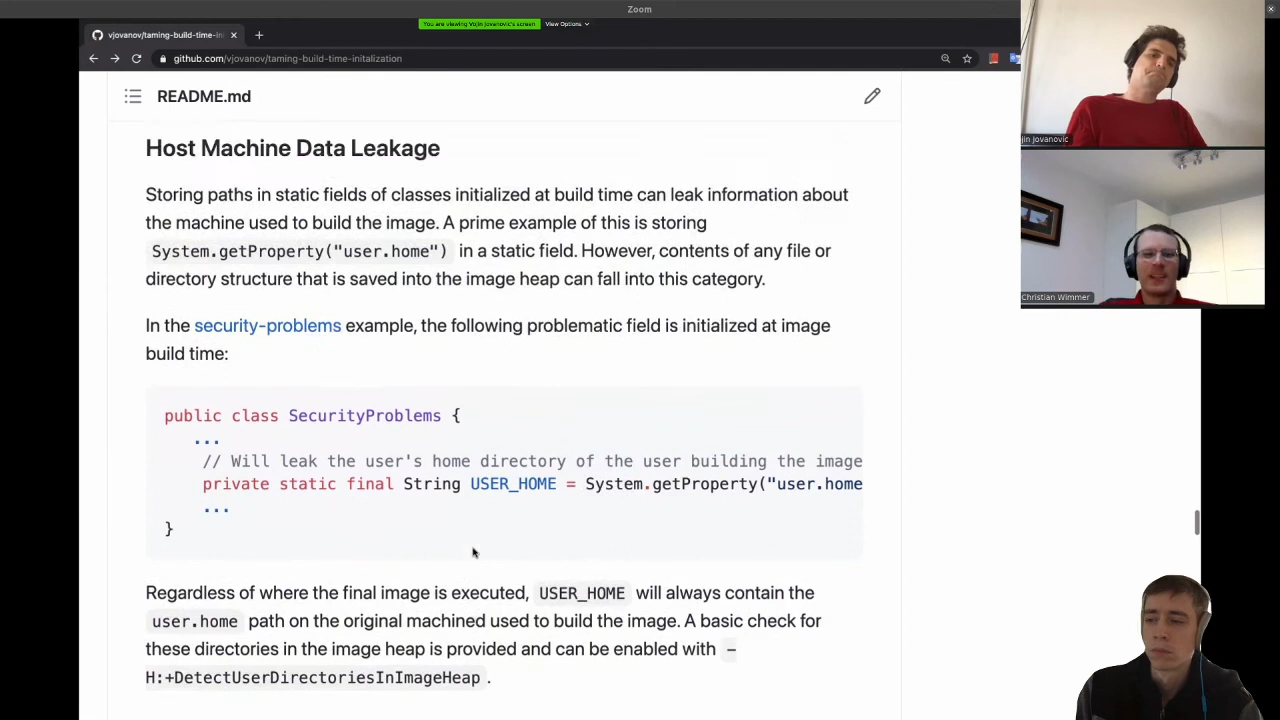 Zoom
You are viewing Vojin Jovanovic's screen
View Options
vjovanov/taming-build-time-in
github.com/vjovanov/taming-build-time-initalization
README.md
jin Jovanovic
Christian Wimmer
Host Machine Data Leakage
Storing paths in static fields of classes initialized at build time can leak information about
the machine used to build the image. A prime example of this is storing
System.getProperty("user.home") in a static field. However, contents of any file or
directory structure that is saved into the image heap can fall into this category.
In the security-problems example, the following problematic field is initialized at image
build time:
public class SecurityProblems {
...
// Will leak the user's home directory of the user building the image
private static final String USER_HOME = System.getProperty("user.home
...
}
Regardless of where the final image is executed, USER_HOME will always contain the
user.home path on the original machined used to build the image. A basic check for
these directories in the image heap is provided and can be enabled with -
H:+DetectUserDirectoriesInImageHeap .